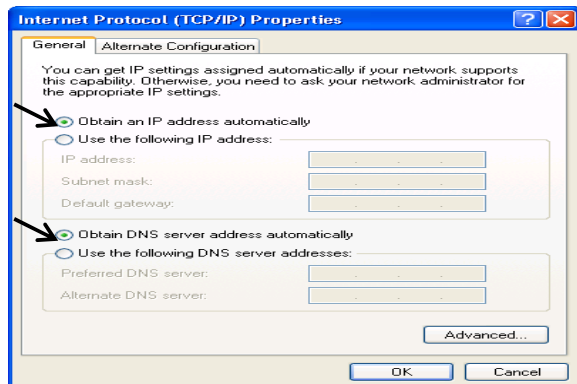 Internet Protocol (TCP/IP) Properties
General
Alternate Configuration
You can get IP settings assigned automatically if your network supports
this capability. Otherwise, you need to ask your network administrator for
the appropriate IP settings.
Obtain an IP address automatically
Use the following IP address:
IP address:
Subnet mask:
Default gateway:
Obtain DNS server address automatically
Use the following DNS server addresses:
Preferred DNS server:
Alternate DNS server:
Advanced...
OK
Cancel